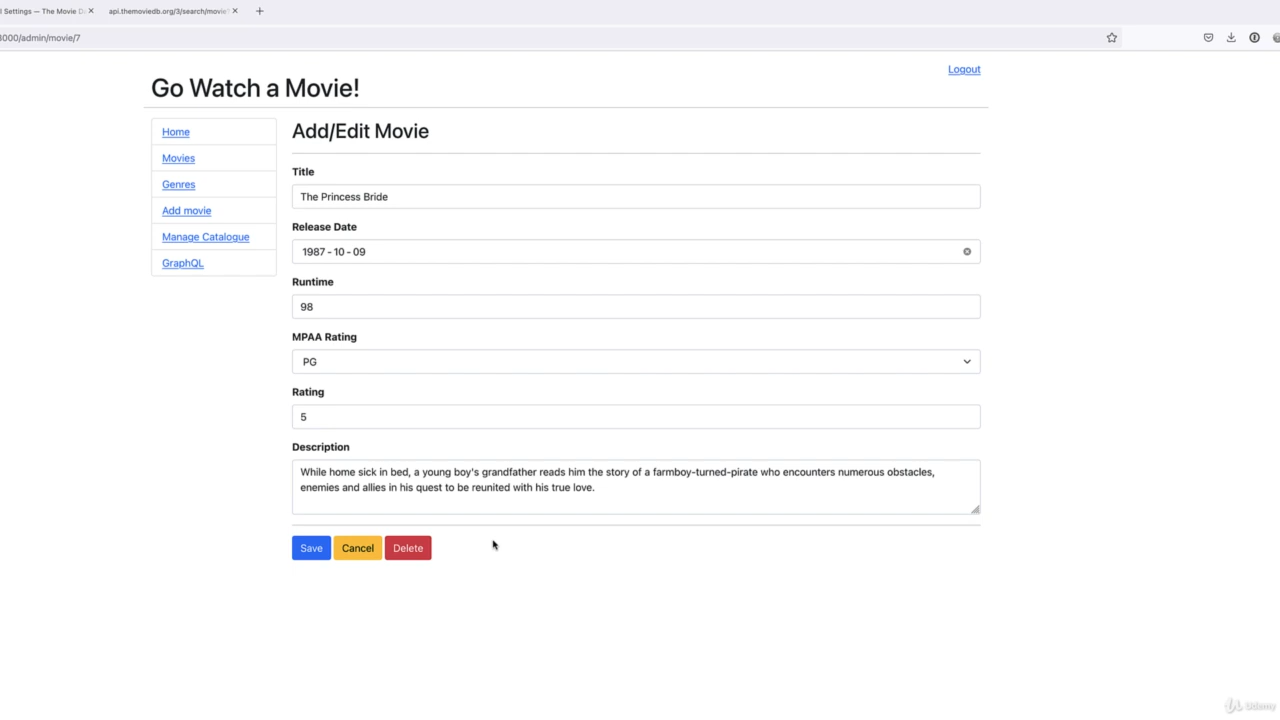 l Settings — The Movie D
api.themoviedb.org/3/search/movie
3000/admin/movie/7
Logout
Go Watch a Movie!
Home
Movies
Genres
Add movie
Manage Catalogue
GraphQL
Add/Edit Movie
Title
The Princess Bride
Release Date
1987 - 10 - 09
Runtime
98
MPAA Rating
PG
Rating
5
Description
While home sick in bed, a young boy's grandfather reads him the story of a farmboy-turned-pirate who encounters numerous obstacles,
enemies and allies in his quest to be reunited with his true love.
Save Cancel Delete
Udemy